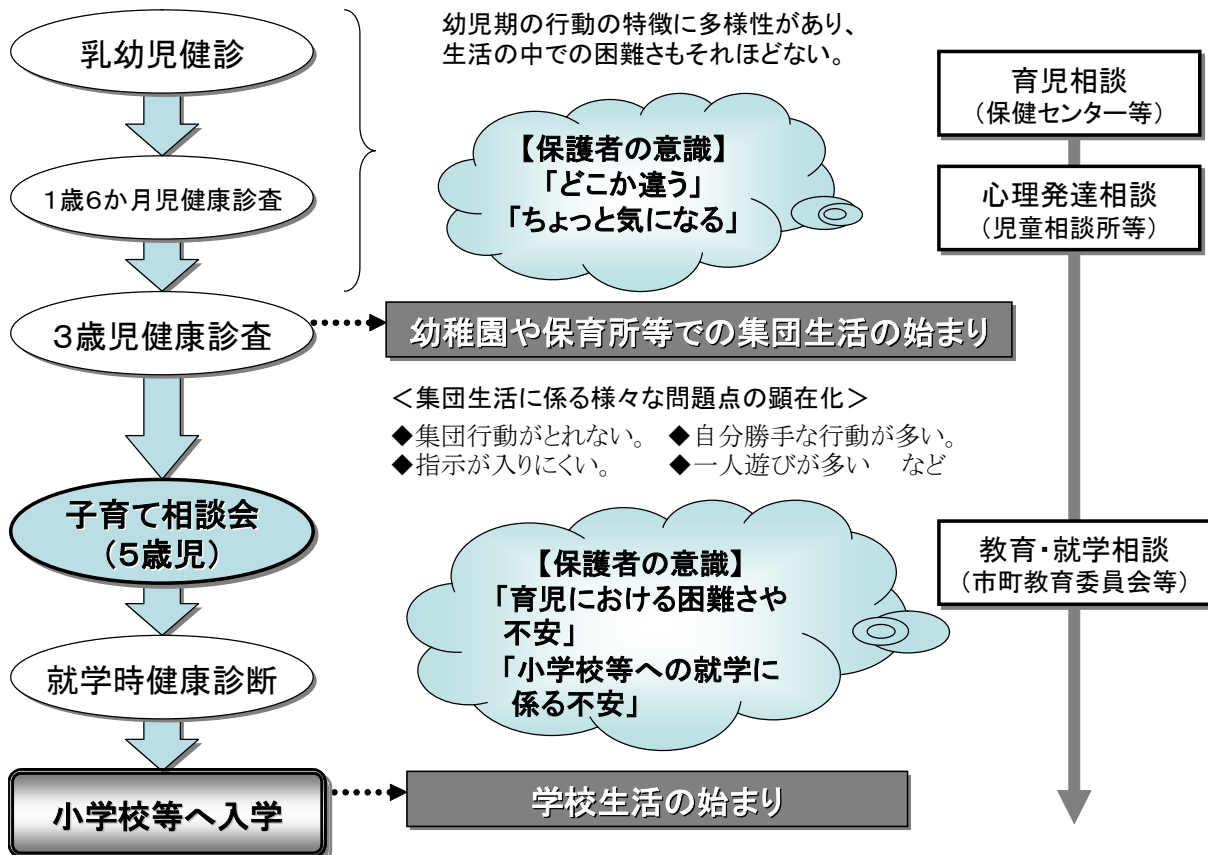 乳幼児健診
1歳6か月児健康診査
3歳児健康診査
子育て相談会
(5歳児)
就学時健康診断
小学校等へ入学
幼児期の行動の特徴に多様性があり、
生活の中での困難さもそれほどない。
【保護者の意識】
「どこか違う」
「ちょっと気になる」
幼稚園や保育所等での集団生活の始まり
<集団生活に係る様々な問題点の顕在化>
◆集団行動がとれない。 ◆自分勝手な行動が多い。
◆指示が入りにくい。 ◆一人遊びが多い など
【保護者の意識】
「育児における困難さや
不安」
「小学校等への就学に
係る不安」
学校生活の始まり
育児相談
(保健センター等)
心理発達相談
(児童相談所等)
教育・就学相談
(市町教育委員会等)